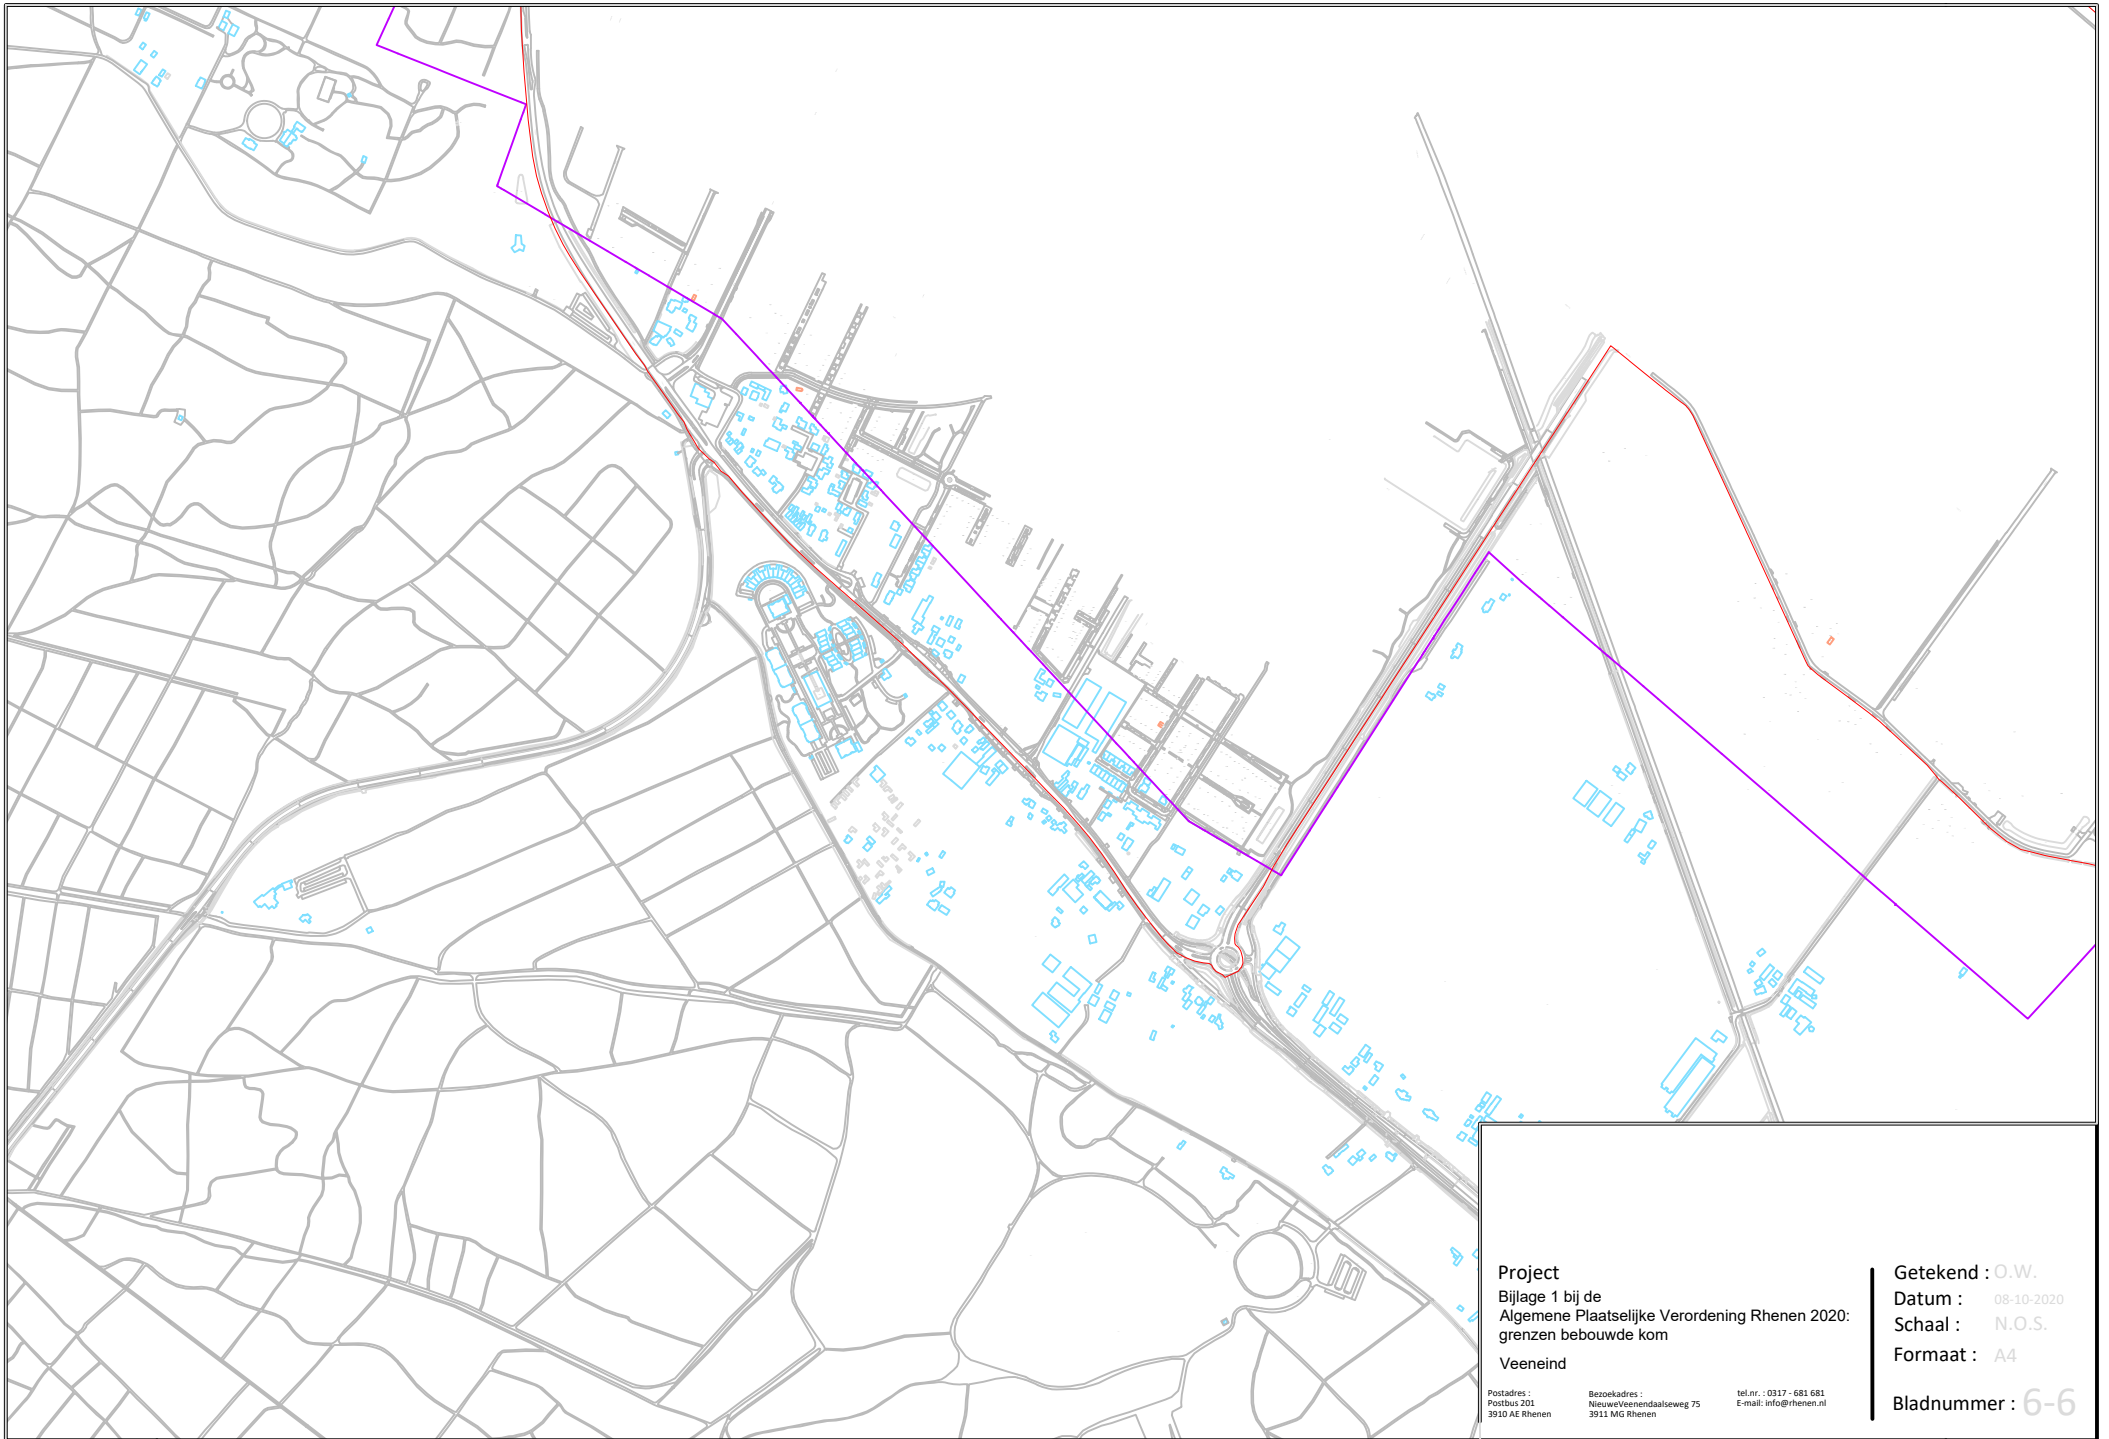 Project
Bijlage 1 bij de
Algemene Plaatselijke Verordening Rhenen 2020:
grenzen bebouwde kom
Veeneind
Postadres :
Postbus 201
3910 AE Rhenen
Bezoekadres :
NieuweVeenendaalseweg 75
3911 MG Rhenen
tel.nr. : 0317 - 681 681
E-mail: info@rhenen.nl
Getekend : O.W.
Datum : 08-10-2020
Schaal : N.O.S.
Formaat : A4
Bladnummer : 6-6